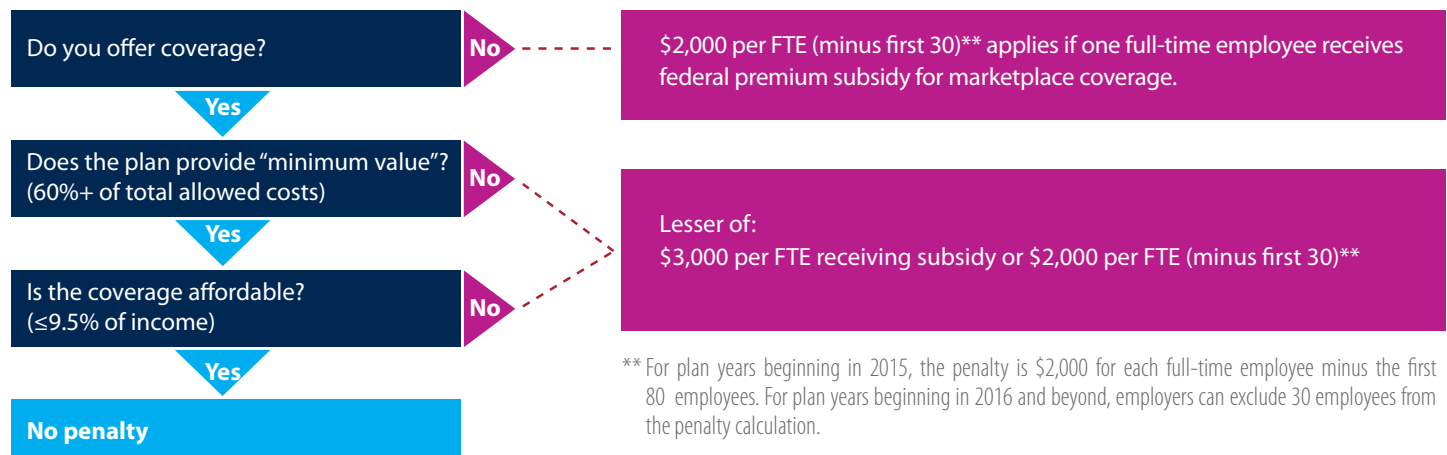 Do you offer coverage?
No
$2,000 per FTE (minus first 30)** applies if one full-time employee receives
federal premium subsidy for marketplace coverage.
Yes
Does the plan provide “minimum value”?
(60%+ of total allowed costs)
No
Yes
Lesser of:
$3,000 per FTE receiving subsidy or $2,000 per FTE (minus first 30)**
Is the coverage affordable?
(≤9.5% of income)
No
Yes
No penalty
** For plan years beginning in 2015, the penalty is $2,000 for each full-time employee minus the first
80 employees. For plan years beginning in 2016 and beyond, employers can exclude 30 employees from
the penalty calculation.